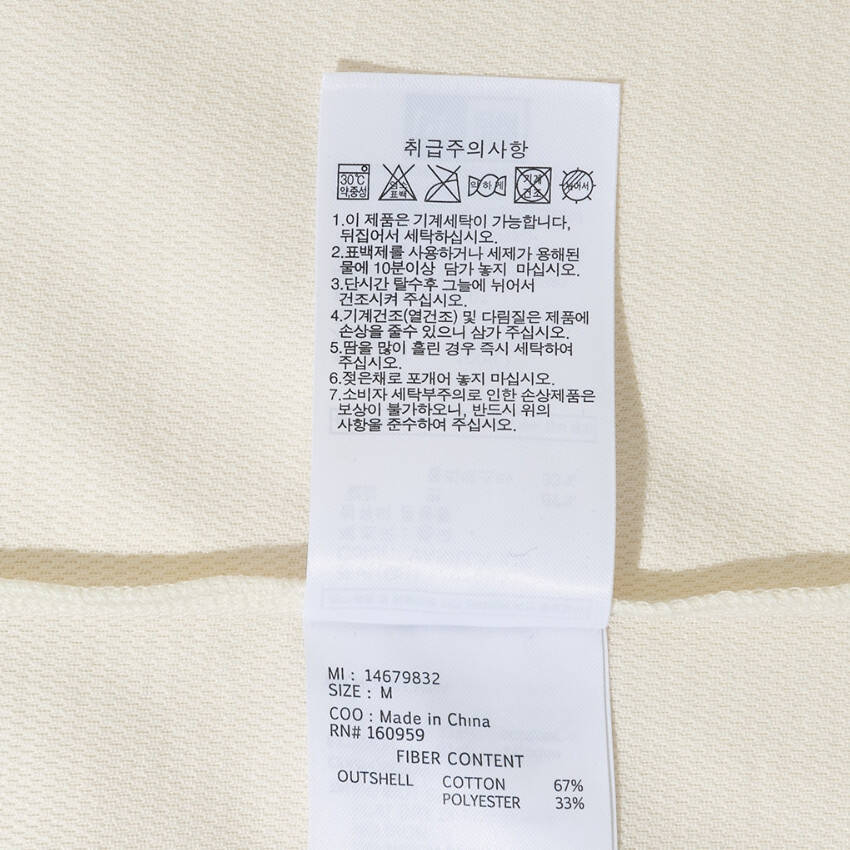 취급주의사항
30℃
약,중성
염소
표백
약하게
기계
건조
뉘어서
1.이 제품은 기계세탁이 가능합니다,
뒤집어서 세탁하십시오.
2.표백제를 사용하거나 세제가 용해된
물에 10분이상 담가 놓지 마십시오.
3.단시간 탈수후 그늘에 뉘어서
건조시켜 주십시오.
4.기계건조(열건조) 및 다림질은 제품에
손상을 줄수 있으니 삼가 주십시오.
5.땀을 많이 흘린 경우 즉시 세탁하여
주십시오.
6.젖은채로 포개어 놓지 마십시오.
7.소비자 세탁부주의로 인한 손상제품은
보상이 불가하오니, 반드시 위의
사항을 준수하여 주십시오.
MI : 14679832
SIZE : M
COO : Made in China
RN# 160959
FIBER CONTENT
OUTSHELL COTTON 67%
POLYESTER 33%